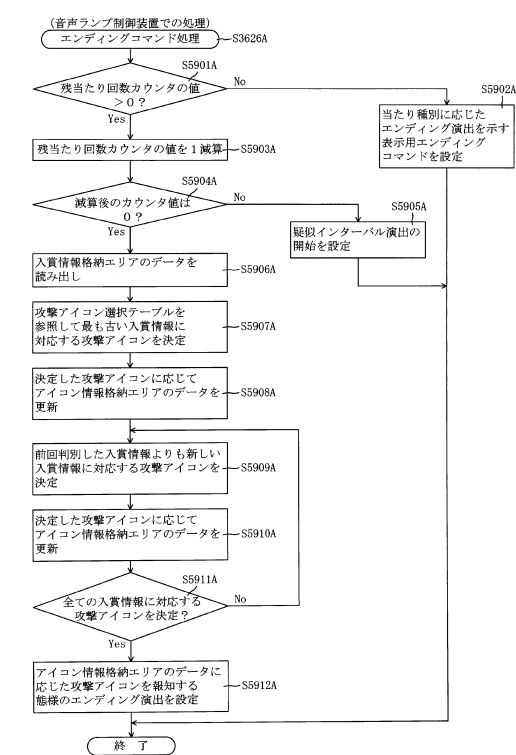 (音声ランプ制御装置での処理)
エンディングコマンド処理
S3626A
S5901A
残当たり回数カウンタの値
>0?
No
Yes
S5902A
当たり種別に応じた
エンディング演出を示す
表示用エンディング
コマンドを設定
残当たり回数カウンタの値を1減算
S5903A
S5904A
減算後のカウンタ値は
0?
No
Yes
S5905A
疑似インターバル演出の
開始を設定
入賞情報格納エリアのデータを
読み出し
S5906A
攻撃アイコン選択テーブルを
参照して最も古い入賞情報に
対応する攻撃アイコンを決定
S5907A
決定した攻撃アイコンに応じて
アイコン情報格納エリアのデータを
更新
S5908A
前回判別した入賞情報よりも新しい
入賞情報に対応する攻撃アイコンを
決定
S5909A
決定した攻撃アイコンに応じて
アイコン情報格納エリアのデータを
更新
S5910A
S5911A
全ての入賞情報に対応する
攻撃アイコンを決定?
No
Yes
アイコン情報格納エリアのデータに
応じた攻撃アイコンを報知する
態様のエンディング演出を設定
S5912A
終 了